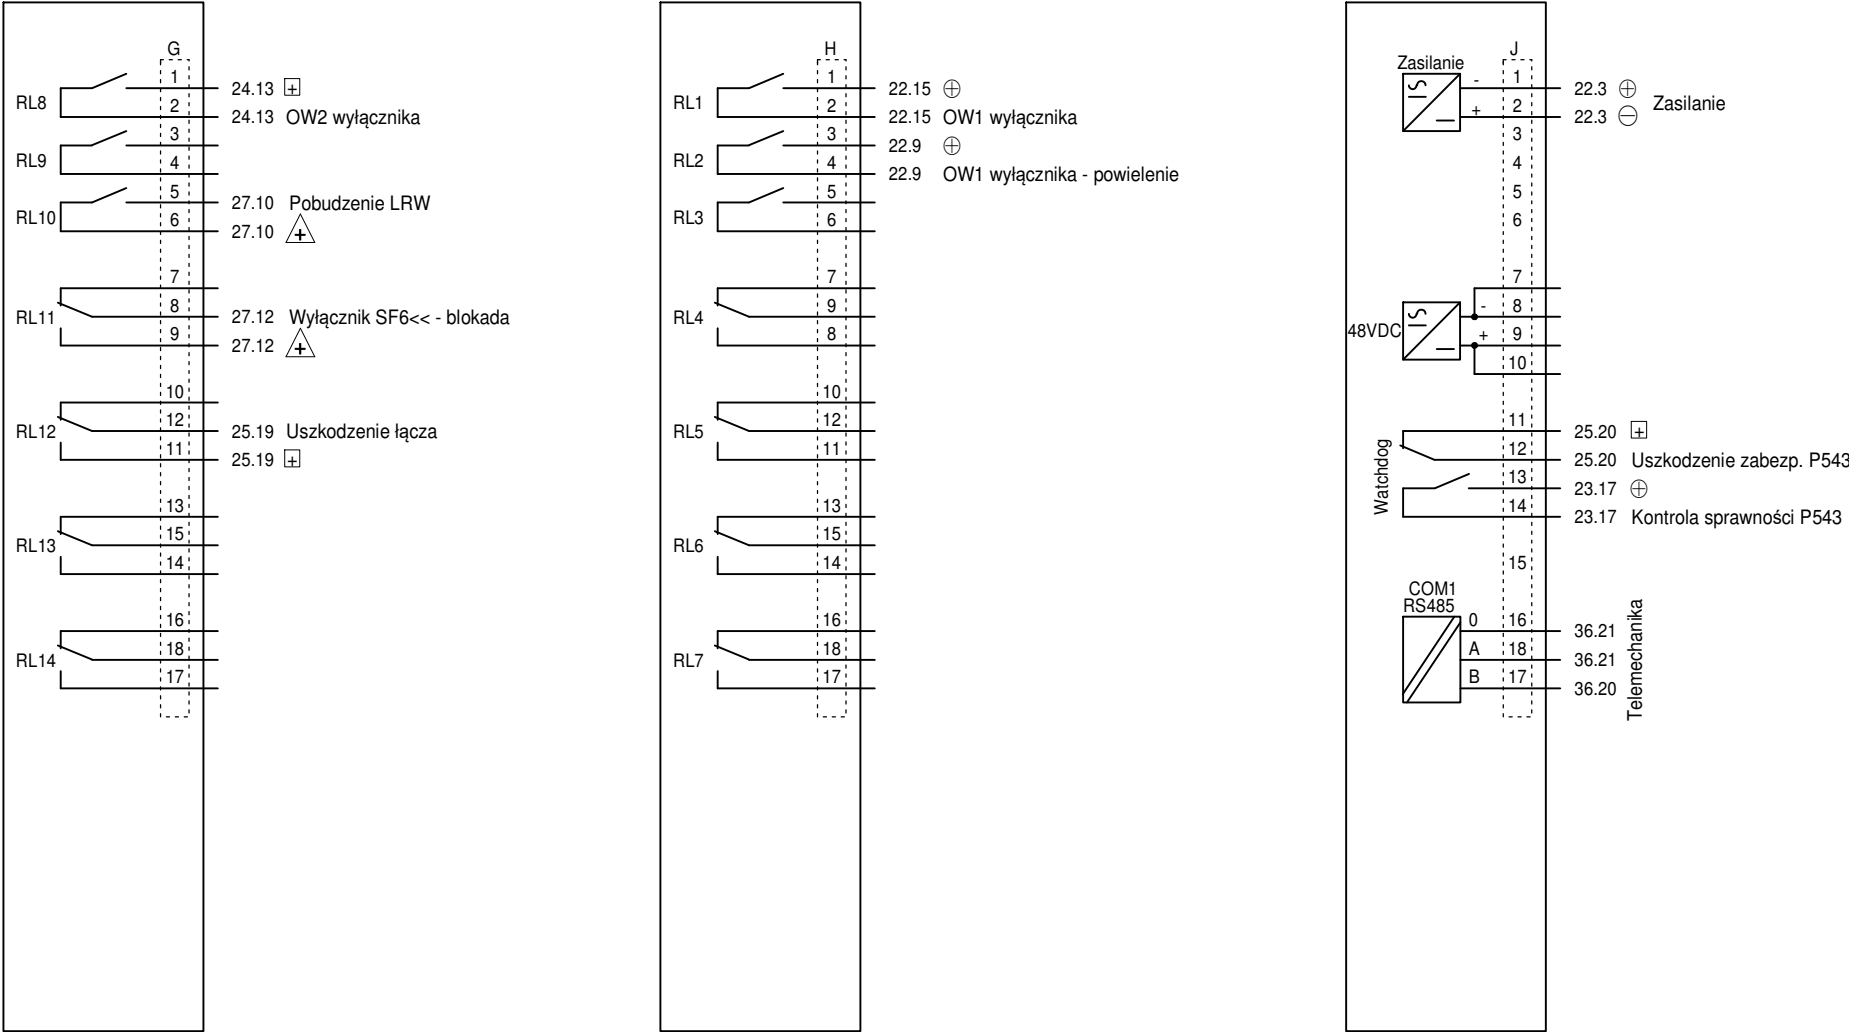 G
RL8
1
24.13 +
2
24.13 OW2 wyłącznika
RL9
3
4
RL10
5
27.10 Pobudzenie LRW
6
27.10 +
RL11
7
8
27.12 Wyłącznik SF6<< - blokada
9
27.12 +
RL12
10
12
25.19 Uszkodzenie łącza
11
25.19 +
RL13
13
15
14
RL14
16
18
17
H
RL1
1
22.15 ⊕
2
22.15 OW1 wyłącznika
RL2
3
22.9 ⊕
4
22.9 OW1 wyłącznika - powielenie
RL3
5
6
RL4
7
9
8
RL5
10
12
11
RL6
13
15
14
RL7
16
18
17
J
Zasilanie
- 1
22.3 ⊕
+ 2
22.3 ⊖
Zasilanie
3
4
5
6
48VDC
7
- 8
+ 9
10
Watchdog
11
25.20 +
12
25.20 Uszkodzenie zabezp. P543
13
23.17 ⊕
14
23.17 Kontrola sprawności P543
15
COM1
RS485
0 16
36.21
A 18
36.21
B 17
36.20
Telemechanika